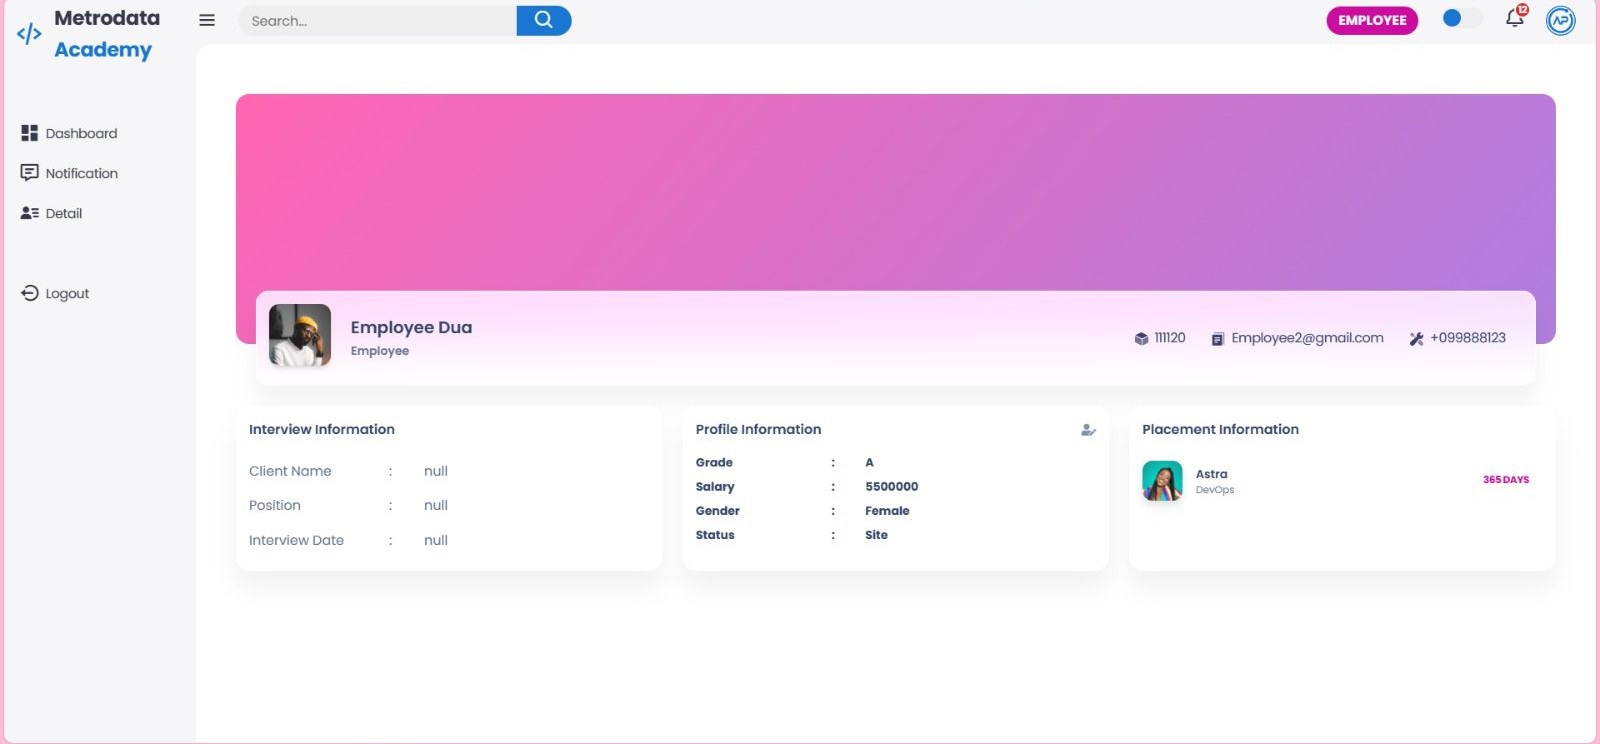 Metrodata
Academy
Search...
EMPLOYEE
12
AP
Dashboard
Notification
Detail
Logout
Employee Dua
Employee
111120
Employee2@gmail.com
+099888123
Interview Information
Client Name : null
Position : null
Interview Date : null
Profile Information
Grade : A
Salary : 5500000
Gender : Female
Status : Site
Placement Information
Astra
DevOps
365 DAYS